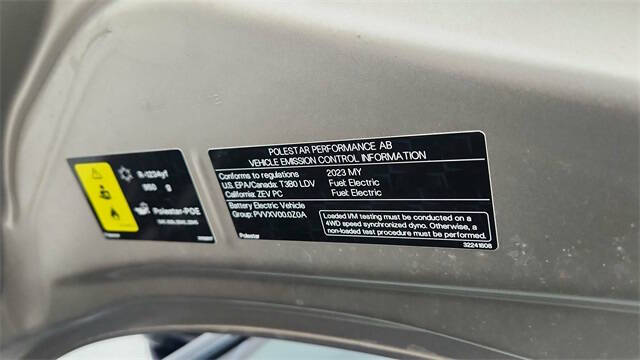 POLESTAR PERFORMANCE AB
VEHICLE EMISSION CONTROL INFORMATION
Conforms to regulations 2023 MY
U.S. EPA/Canada: T3B0 LDV Fuel: Electric
California: ZEV PC Fuel: Electric
Battery Electric Vehicle
Group: PVVXV00.0Z0A
Loaded I/M testing must be conducted on a
4WD speed synchronized dyno. Otherwise, a
non-loaded test procedure must be performed.
Polestar 32241808
R-1234yf
950 g
Polestar-POE